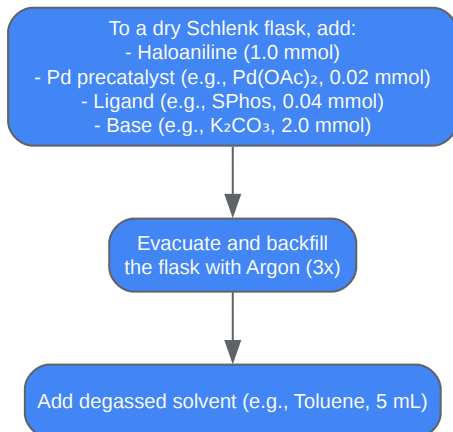 To a dry Schlenk flask, add:
- Haloaniline (1.0 mmol)
- Pd precatalyst (e.g., Pd(OAc)₂, 0.02 mmol)
- Ligand (e.g., SPhos, 0.04 mmol)
- Base (e.g., K₂CO₃, 2.0 mmol)
Evacuate and backfill
the flask with Argon (3x)
Add degassed solvent (e.g., Toluene, 5 mL)